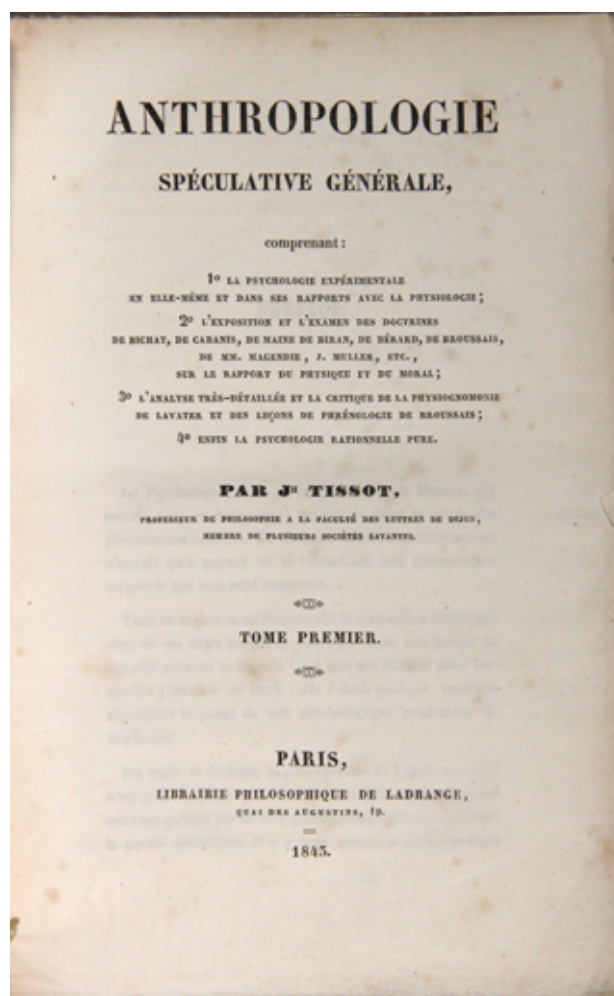 ANTHROPOLOGIE
SPÉCULATIVE GÉNÉRALE,
comprenant :
1º LA PSYCHOLOGIE EXPÉRIMENTALE
EN ELLE-MÊME ET DANS SES RAPPORTS AVEC LA PHYSIOLOGIE ;
2º L'EXPOSITION ET L'EXAMEN DES DOCTRINES
DE BICHAT, DE CABANIS, DE MAINE DE BIRAN, DE BÉRARD, DE BROUSSAIS,
DE MM. MAGENDIE, J. MULLER, ETC.,
SUR LE RAPPORT DU PHYSIQUE ET DU MORAL ;
3º L'ANALYSE TRÈS-DÉTAILLÉE ET LA CRITIQUE DE LA PHYSIOGNOMONIE
DE LAVATER ET DES LEÇONS DE PHRÉNOLOGIE DE BROUSSAIS ;
4º ENFIN LA PSYCHOLOGIE RATIONNELLE PURE.
PAR Jh TISSOT,
PROFESSEUR DE PHILOSOPHIE A LA FACULTÉ DES LETTRES DE DIJON,
MEMBRE DE PLUSIEURS SOCIÉTÉS SAVANTES.
TOME PREMIER.
PARIS,
LIBRAIRIE PHILOSOPHIQUE DE LADRANGE,
QUAI DES AUGUSTINS, 19.
1843.